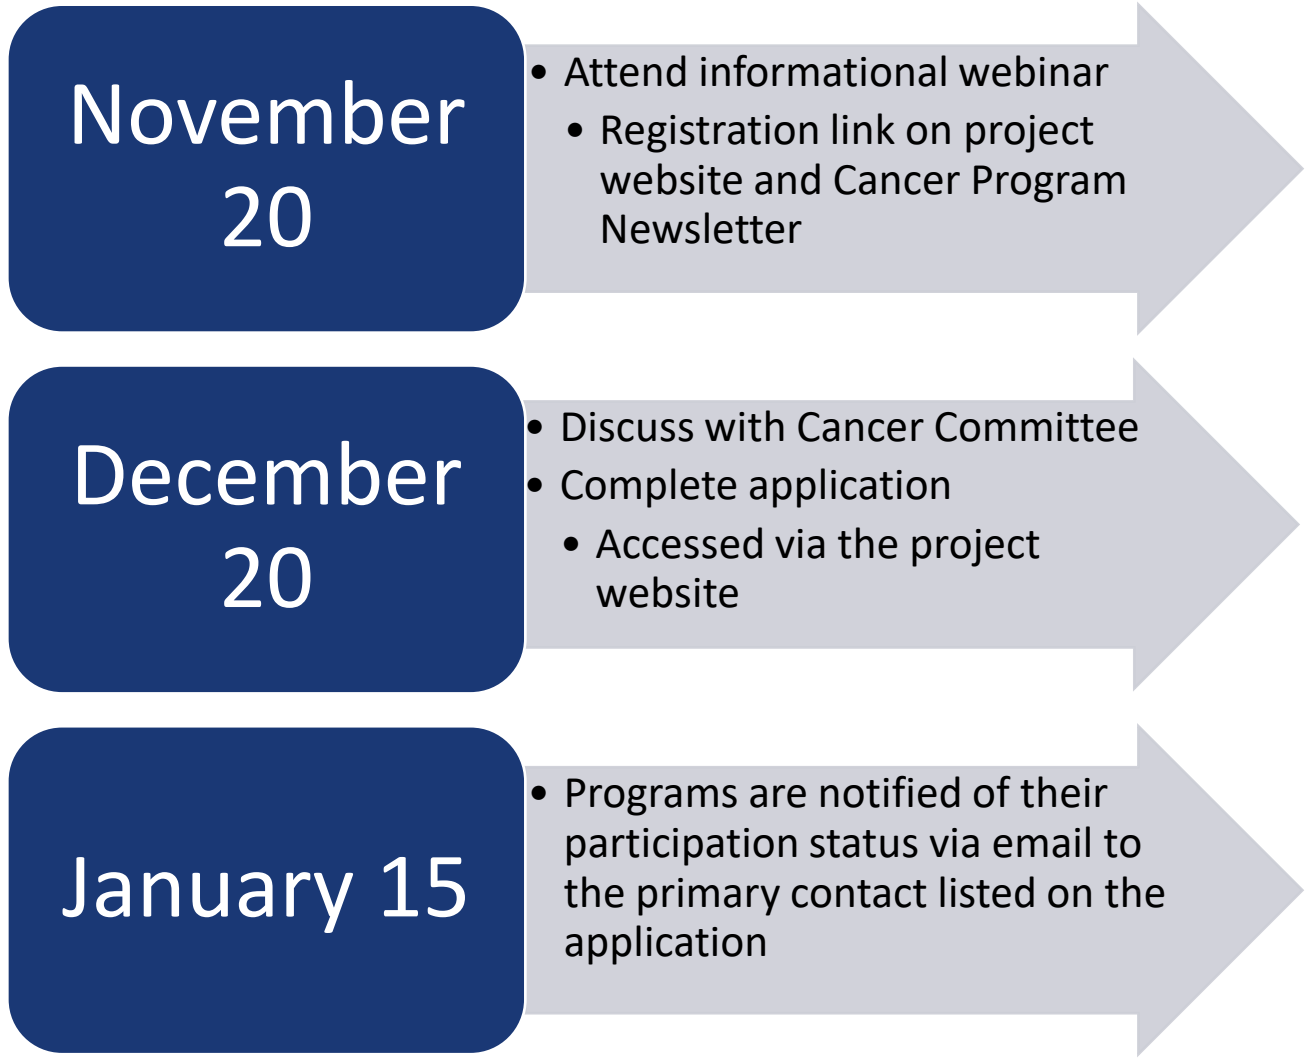 November
20
• Attend informational webinar
• Registration link on project
website and Cancer Program
Newsletter
December
20
• Discuss with Cancer Committee
• Complete application
• Accessed via the project
website
January 15
• Programs are notified of their
participation status via email to
the primary contact listed on the
application